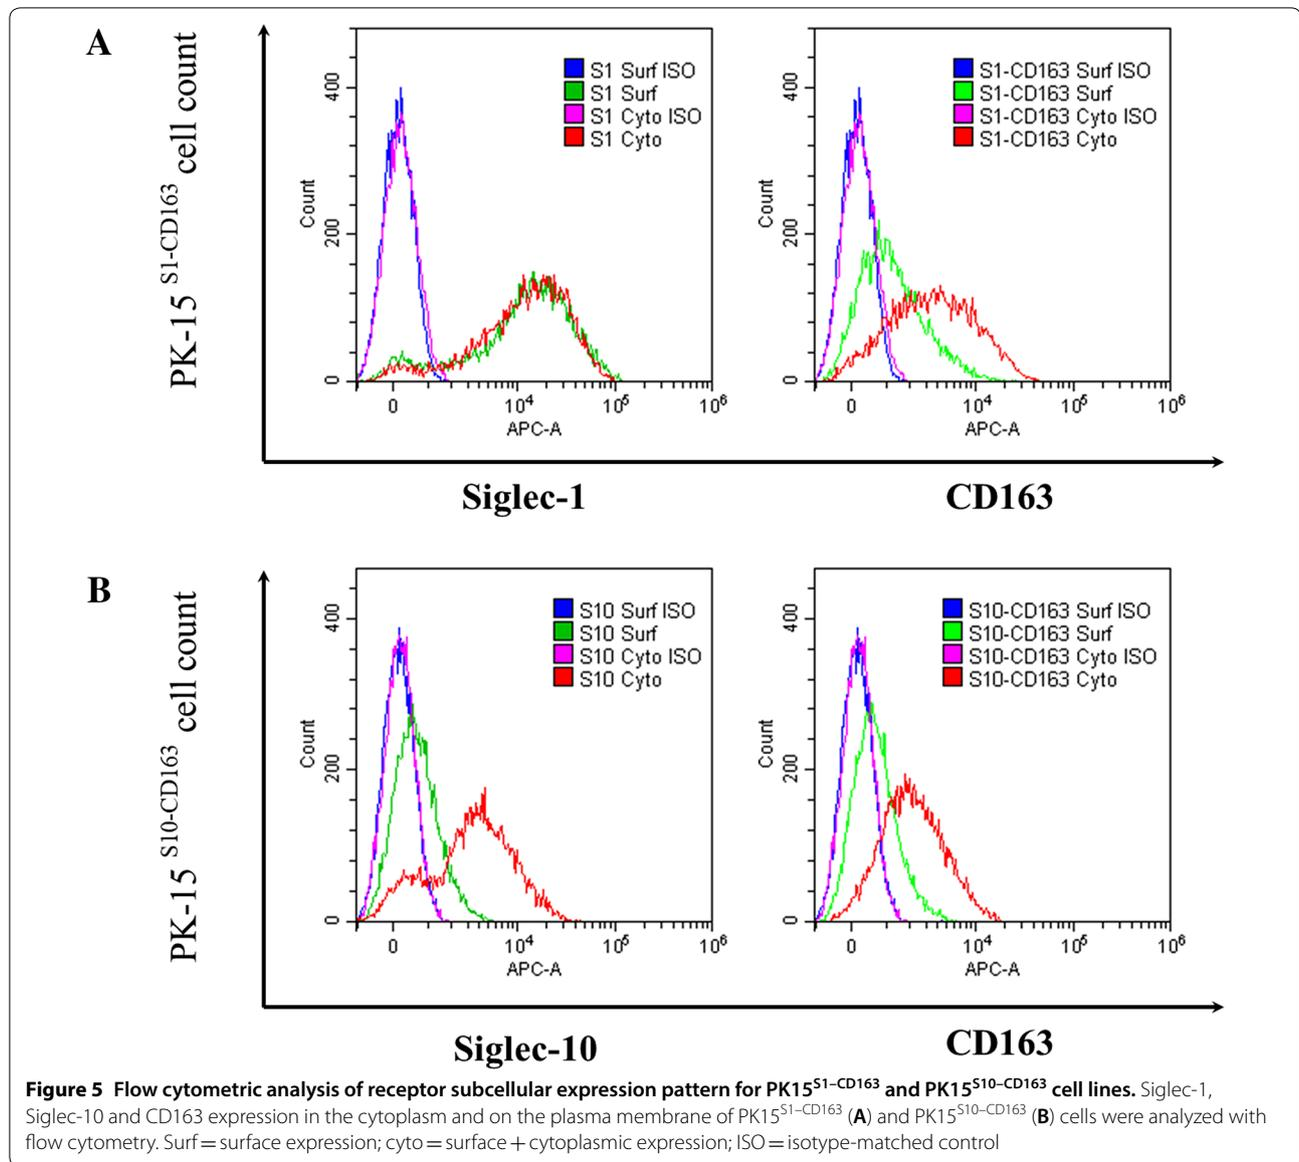 A
PK-15 S1-CD163 cell count
400
200
0
Count
S1 Surf ISO
S1 Surf
S1 Cyto ISO
S1 Cyto
0 10^4 10^5 10^6
APC-A
400
200
0
Count
S1-CD163 Surf ISO
S1-CD163 Surf
S1-CD163 Cyto ISO
S1-CD163 Cyto
0 10^4 10^5 10^6
APC-A
Siglec-1
CD163
B
PK-15 S10-CD163 cell count
400
200
0
Count
S10 Surf ISO
S10 Surf
S10 Cyto ISO
S10 Cyto
0 10^4 10^5 10^6
APC-A
400
200
0
Count
S10-CD163 Surf ISO
S10-CD163 Surf
S10-CD163 Cyto ISO
S10-CD163 Cyto
0 10^4 10^5 10^6
APC-A
Siglec-10
CD163
Figure 5 Flow cytometric analysis of receptor subcellular expression pattern for PK15S1–CD163 and PK15S10–CD163 cell lines. Siglec-1,
Siglec-10 and CD163 expression in the cytoplasm and on the plasma membrane of PK15S1–CD163 (A) and PK15S10–CD163 (B) cells were analyzed with
flow cytometry. Surf = surface expression; cyto = surface + cytoplasmic expression; ISO = isotype-matched control